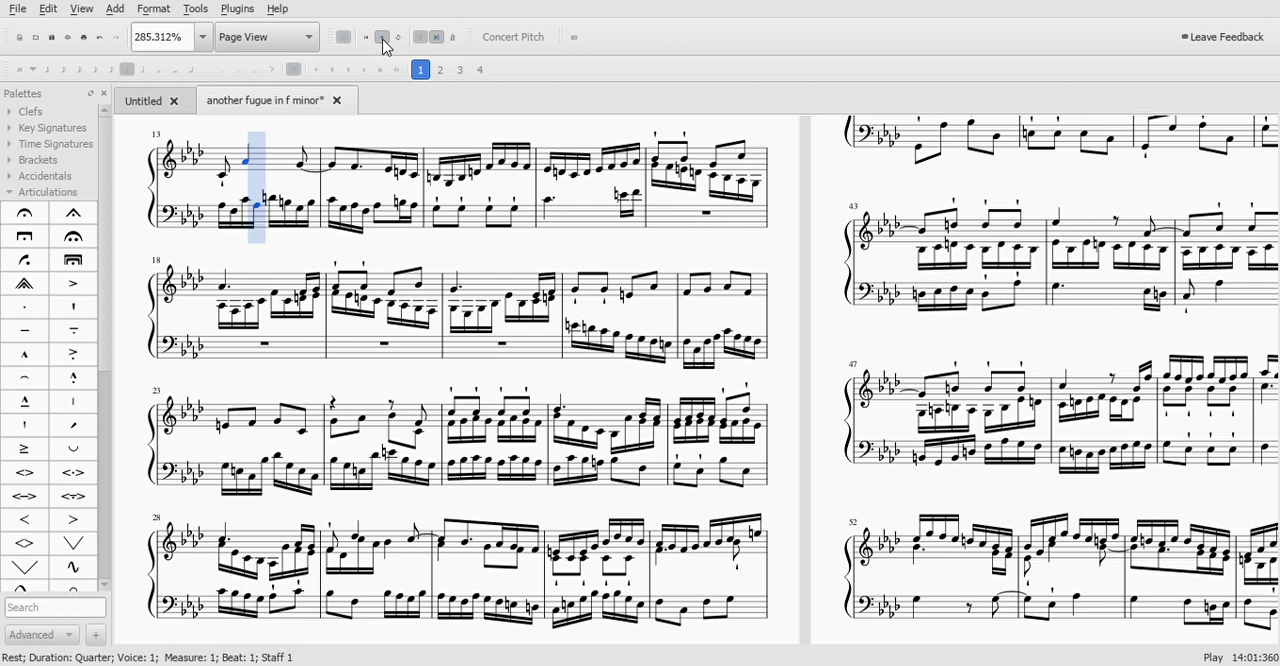 File Edit View Add Format Tools Plugins Help
285.312% Page View Concert Pitch Leave Feedback
1 2 3 4
Palettes
Untitled another fugue in f minor*
Clefs
Key Signatures
Time Signatures
Brackets
Accidentals
Articulations
13
18
23
28
43
47
52
Search
Advanced +
Rest; Duration: Quarter; Voice: 1; Measure: 1; Beat: 1; Staff 1 Play 14:01:360